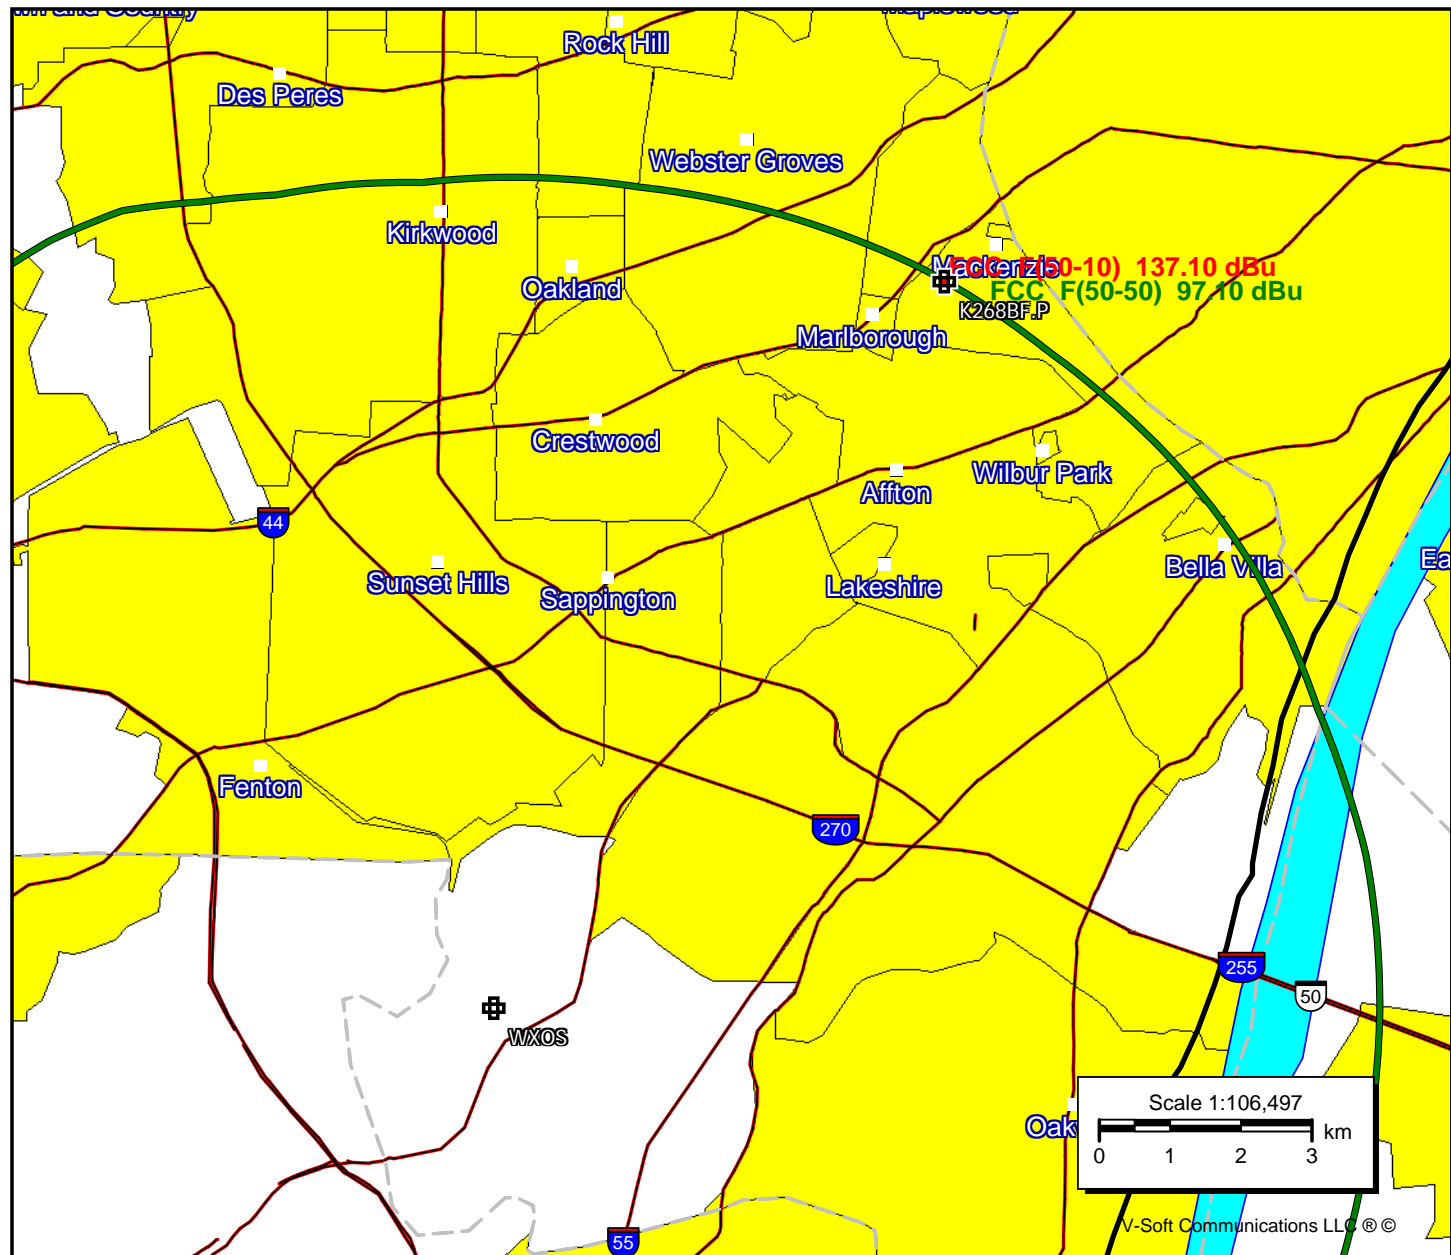 Rock Hill
Des Peres
Webster Groves
Kirkwood
Mackenzie
FCC F(50-10) 137.10 dBu
Oakland
FCC F(50-50) 97.10 dBu
K268BF.P
Marlborough
Crestwood
Wilbur Park
Affton
44
Bella Villa
Ea
Sunset Hills
Lakeshire
Sappington
Fenton
270
255
50
WXOS
Scale 1:106,497
Oak
km
0 1 2 3
V-Soft Communications LLC ® ©
55